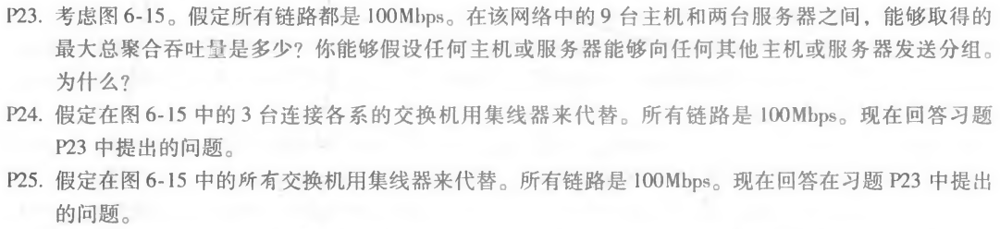 P23. 考虑图 6-15。假定所有链路都是 100Mbps。在该网络中的 9 台主机和两台服务器之间，能够取得的
最大总聚合吞吐量是多少？你能够假设任何主机或服务器能够向任何其他主机或服务器发送分组。
为什么？
P24. 假定在图 6-15 中的 3 台连接各系的交换机用集线器来代替。所有链路是 100Mbps。现在回答习题
P23 中提出的问题。
P25. 假定在图 6-15 中的所有交换机用集线器来代替。所有链路是 100Mbps。现在回答在习题 P23 中提出
的问题。